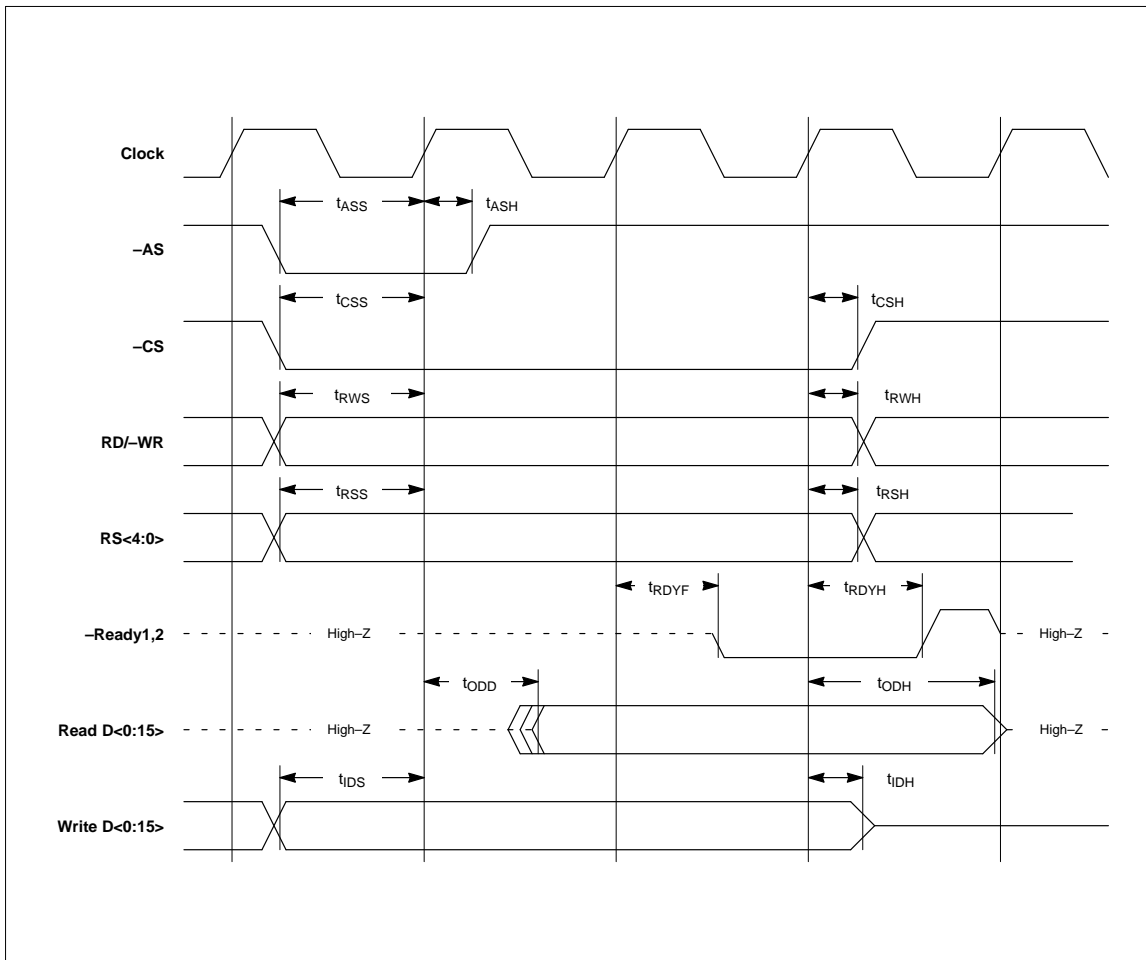 Clock
tASS
tASH
–AS
tCSS
tCSH
–CS
tRWS
tRWH
RD/–WR
tRSS
tRSH
RS<4:0>
tRDYF
tRDYH
–Ready1,2
High–Z
High–Z
tODD
tODH
Read D<0:15>
High–Z
High–Z
tIDS
tIDH
Write D<0:15>